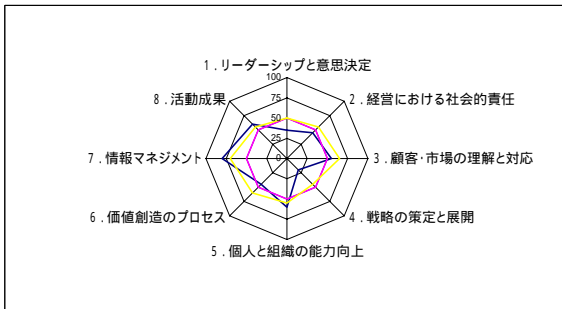 1．リーダーシップと意思決定
100
8．活動成果
2．経営における社会的責任
75
50
25
7．情報マネジメント
0
3．顧客・市場の理解と対応
6．価値創造のプロセス
4．戦略の策定と展開
5．個人と組織の能力向上